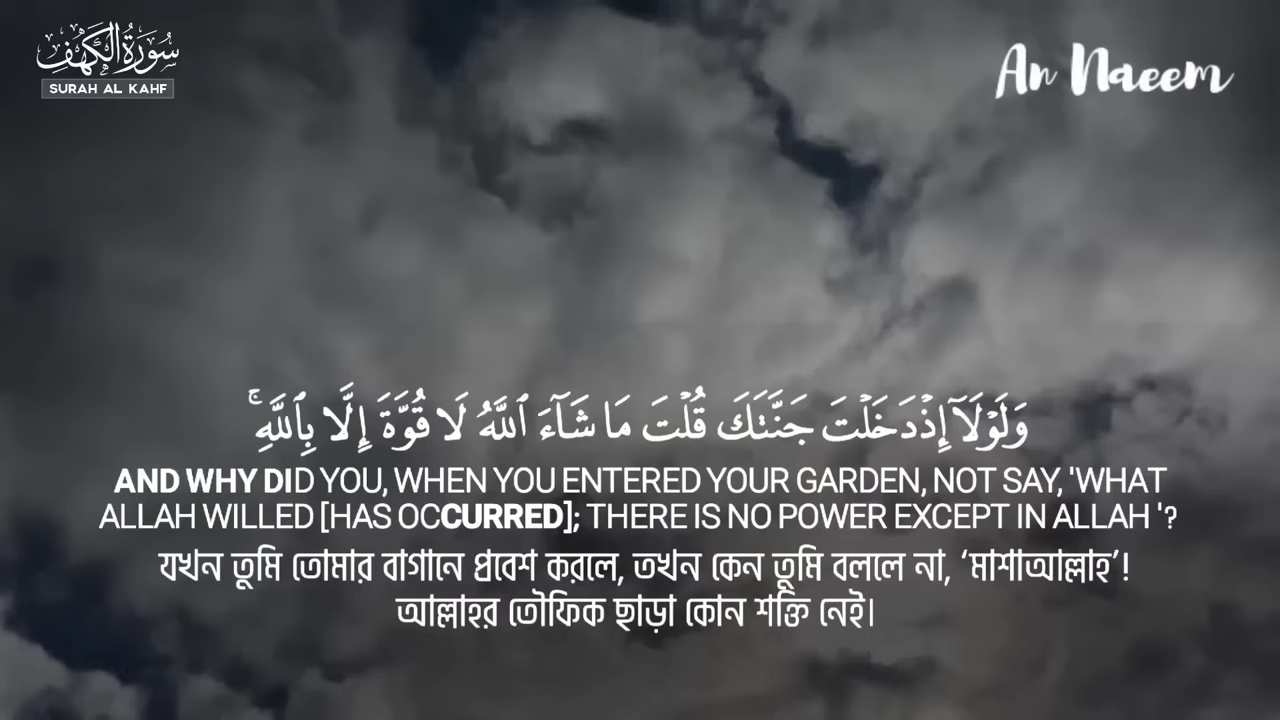 سُورَةُ الكَهْفِ
SURAH AL KAHF
An Naeem
وَلَوْلَآ إِذْ دَخَلْتَ جَنَّتَكَ قُلْتَ مَا شَآءَ ٱللَّهُ لَا قُوَّةَ إِلَّا بِٱللَّهِ ۚ
AND WHY DID YOU, WHEN YOU ENTERED YOUR GARDEN, NOT SAY, 'WHAT
ALLAH WILLED [HAS OCCURRED]; THERE IS NO POWER EXCEPT IN ALLAH '?
যখন তুমি তোমার বাগানে প্রবেশ করলে, তখন কেন তুমি বললে না, ‘মাশাআল্লাহ’!
আল্লাহর তৌফিক ছাড়া কোন শক্তি নেই।